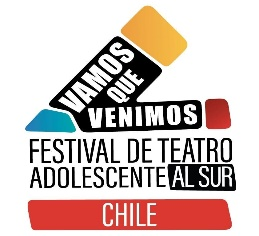 VAMOS
QUE
VENIMOS
FESTIVAL DE TEATRO
ADOLESCENTE AL SUR
CHILE